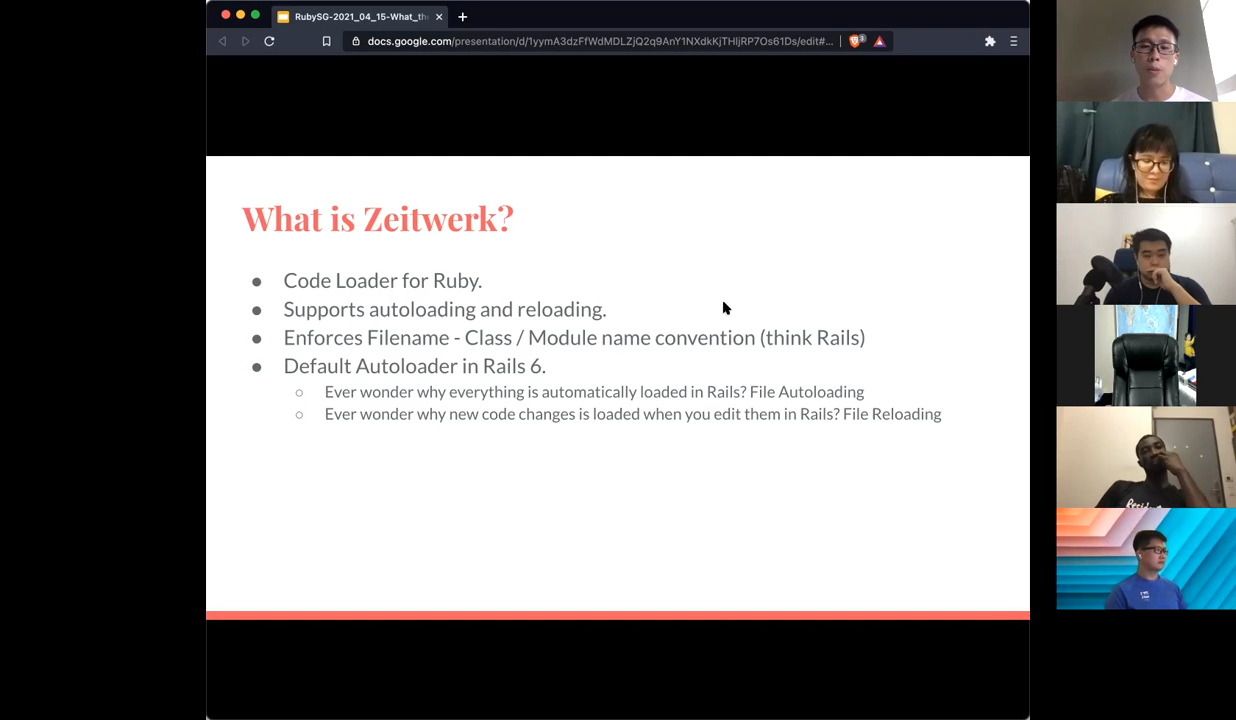 RubySG-2021_04_15-What_th
docs.google.com/presentation/d/1yymA3dzFfWdMDLZjQ2q9AnY1NXdkKjTHljRP7Os61Ds/edit#...
What is Zeitwerk?
● Code Loader for Ruby.
● Supports autoloading and reloading.
● Enforces Filename - Class / Module name convention (think Rails)
● Default Autoloader in Rails 6.
○ Ever wonder why everything is automatically loaded in Rails? File Autoloading
○ Ever wonder why new code changes is loaded when you edit them in Rails? File Reloading